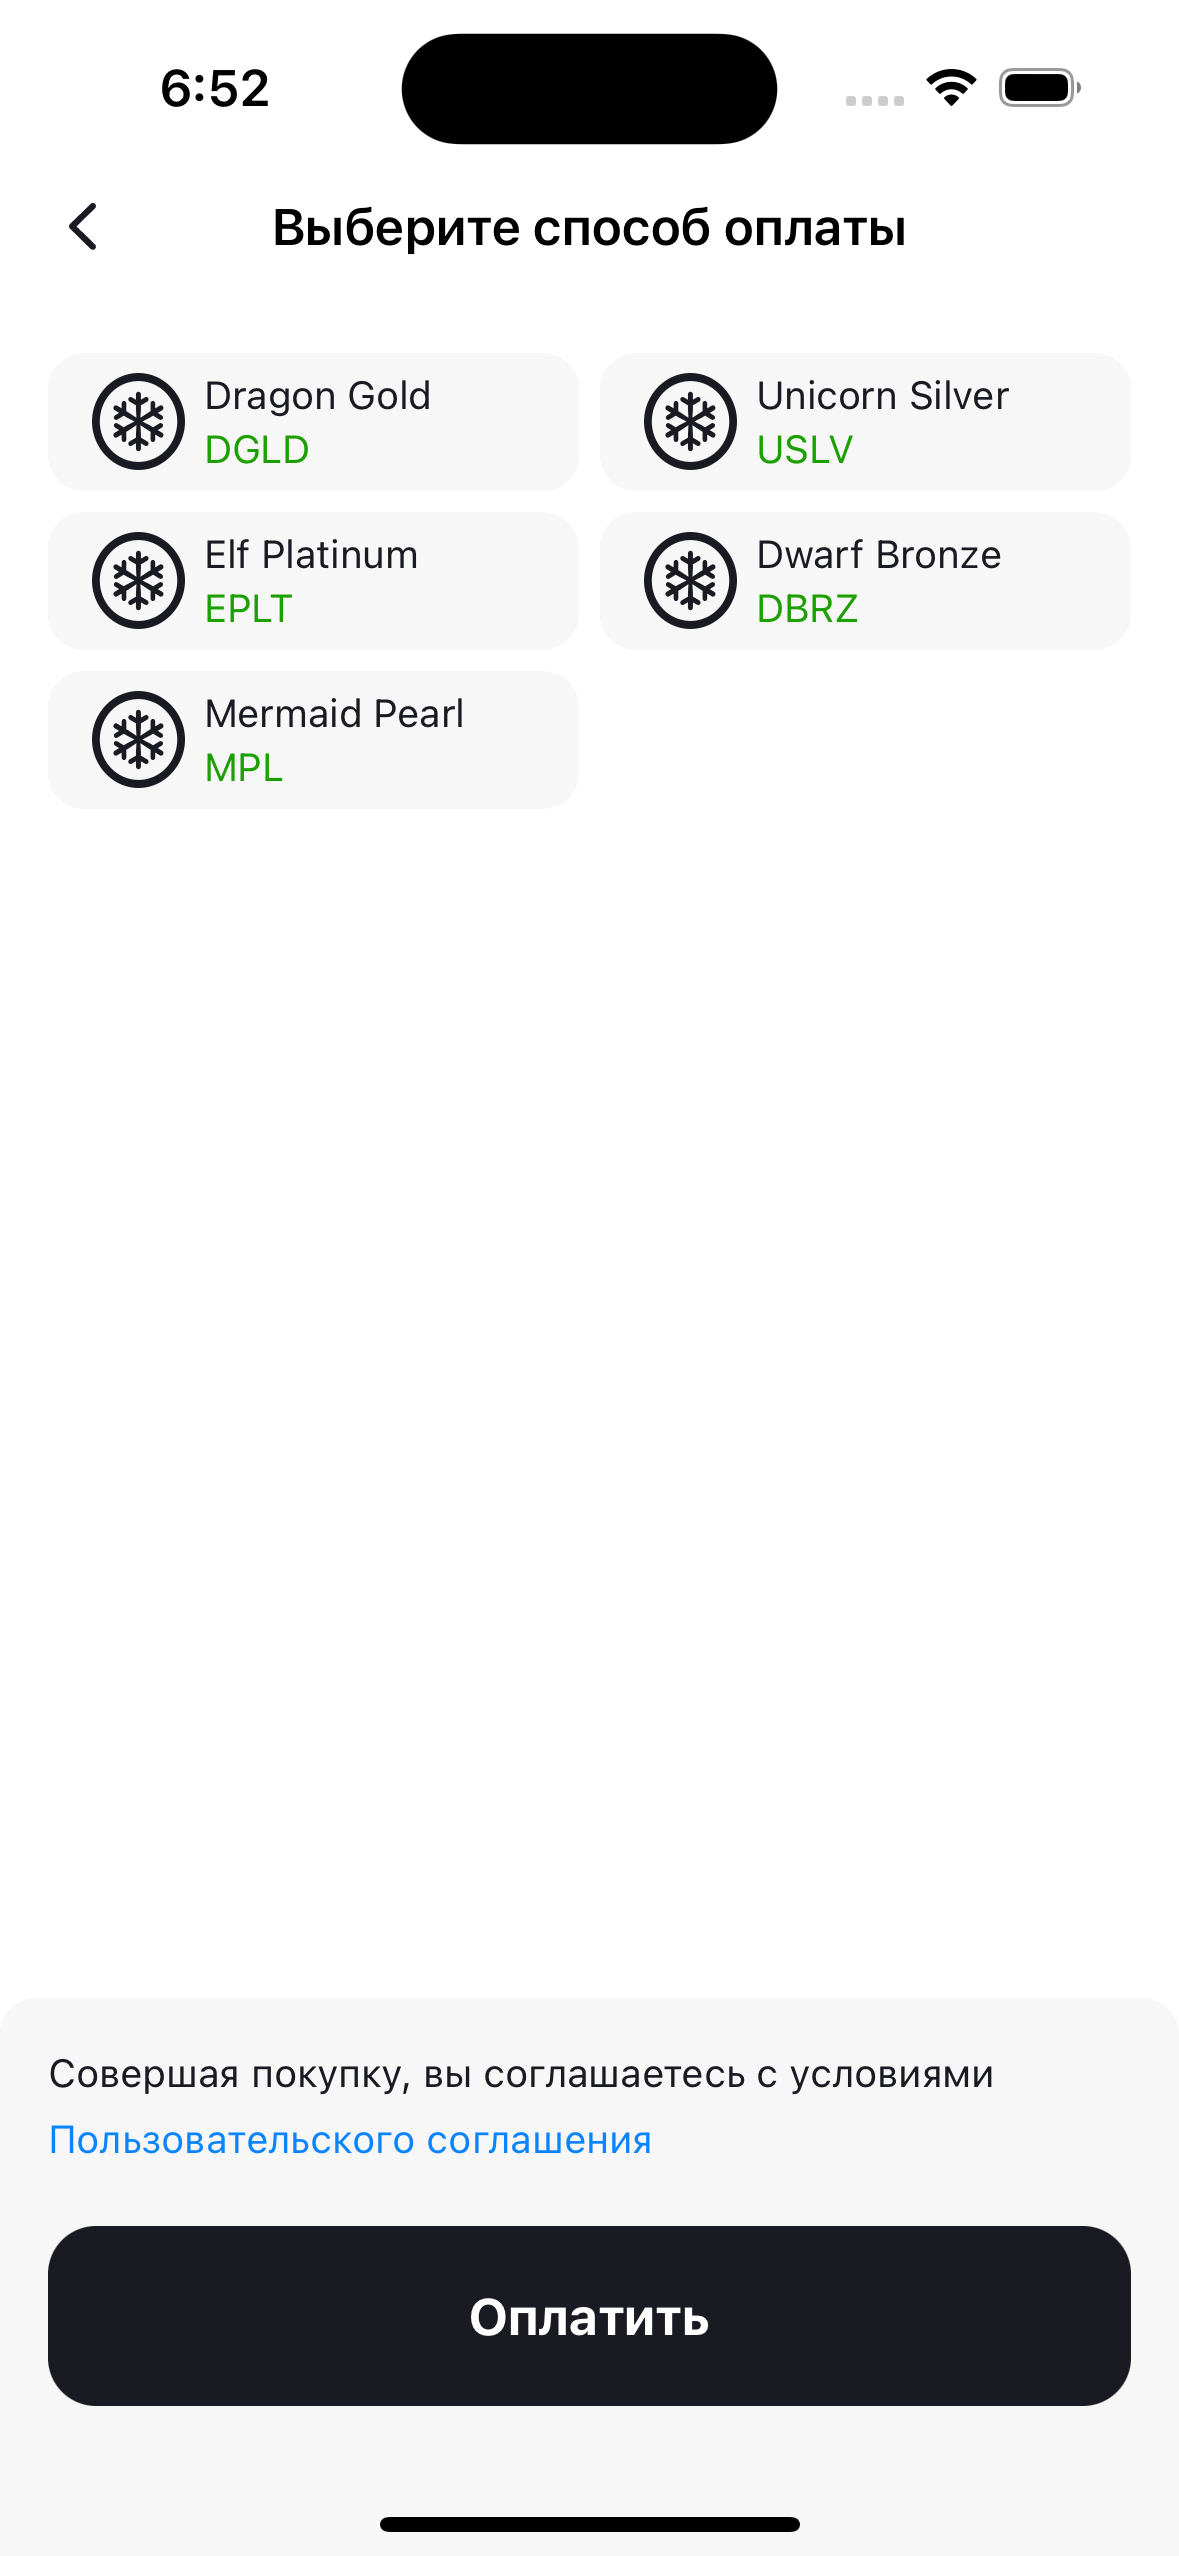 6:52
Выберите способ оплаты
Dragon Gold
DGLD
Unicorn Silver
USLV
Elf Platinum
EPLT
Dwarf Bronze
DBRZ
Mermaid Pearl
MPL
Совершая покупку, вы соглашаетесь с условиями
Пользовательского соглашения
Оплатить